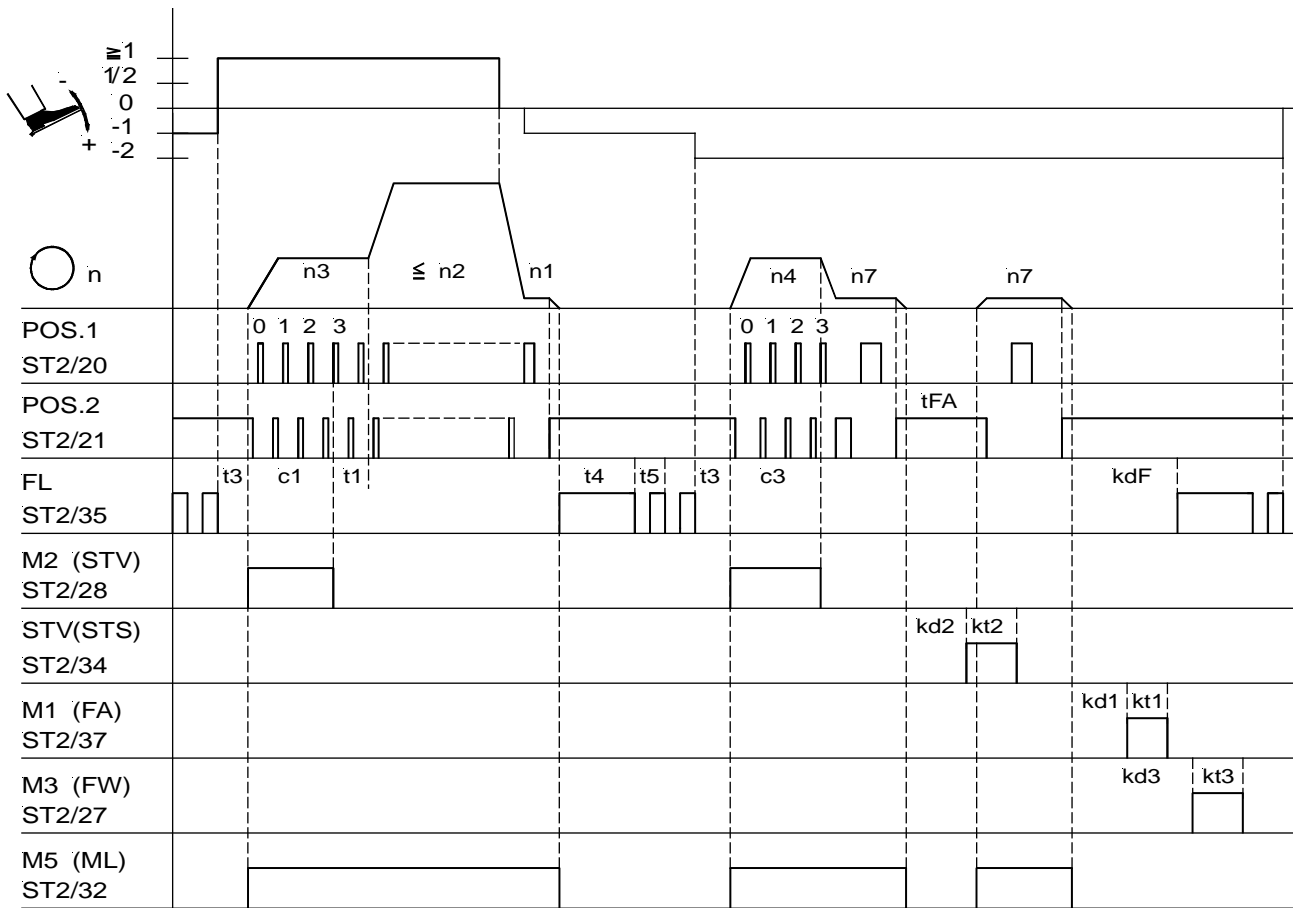 ≧1
1/2
-
0
-1
+
-2
n
n3
≦ n2
n1
n4
n7
n7
POS.1
0 1 2 3
0 1 2 3
ST2/20
POS.2
tFA
ST2/21
FL
t3 c1 t1 t4 t5 t3 c3 kdF
ST2/35
M2 (STV)
ST2/28
STV(STS)
kd2 kt2
ST2/34
M1 (FA)
kd1 kt1
ST2/37
M3 (FW)
kd3 kt3
ST2/27
M5 (ML)
ST2/32